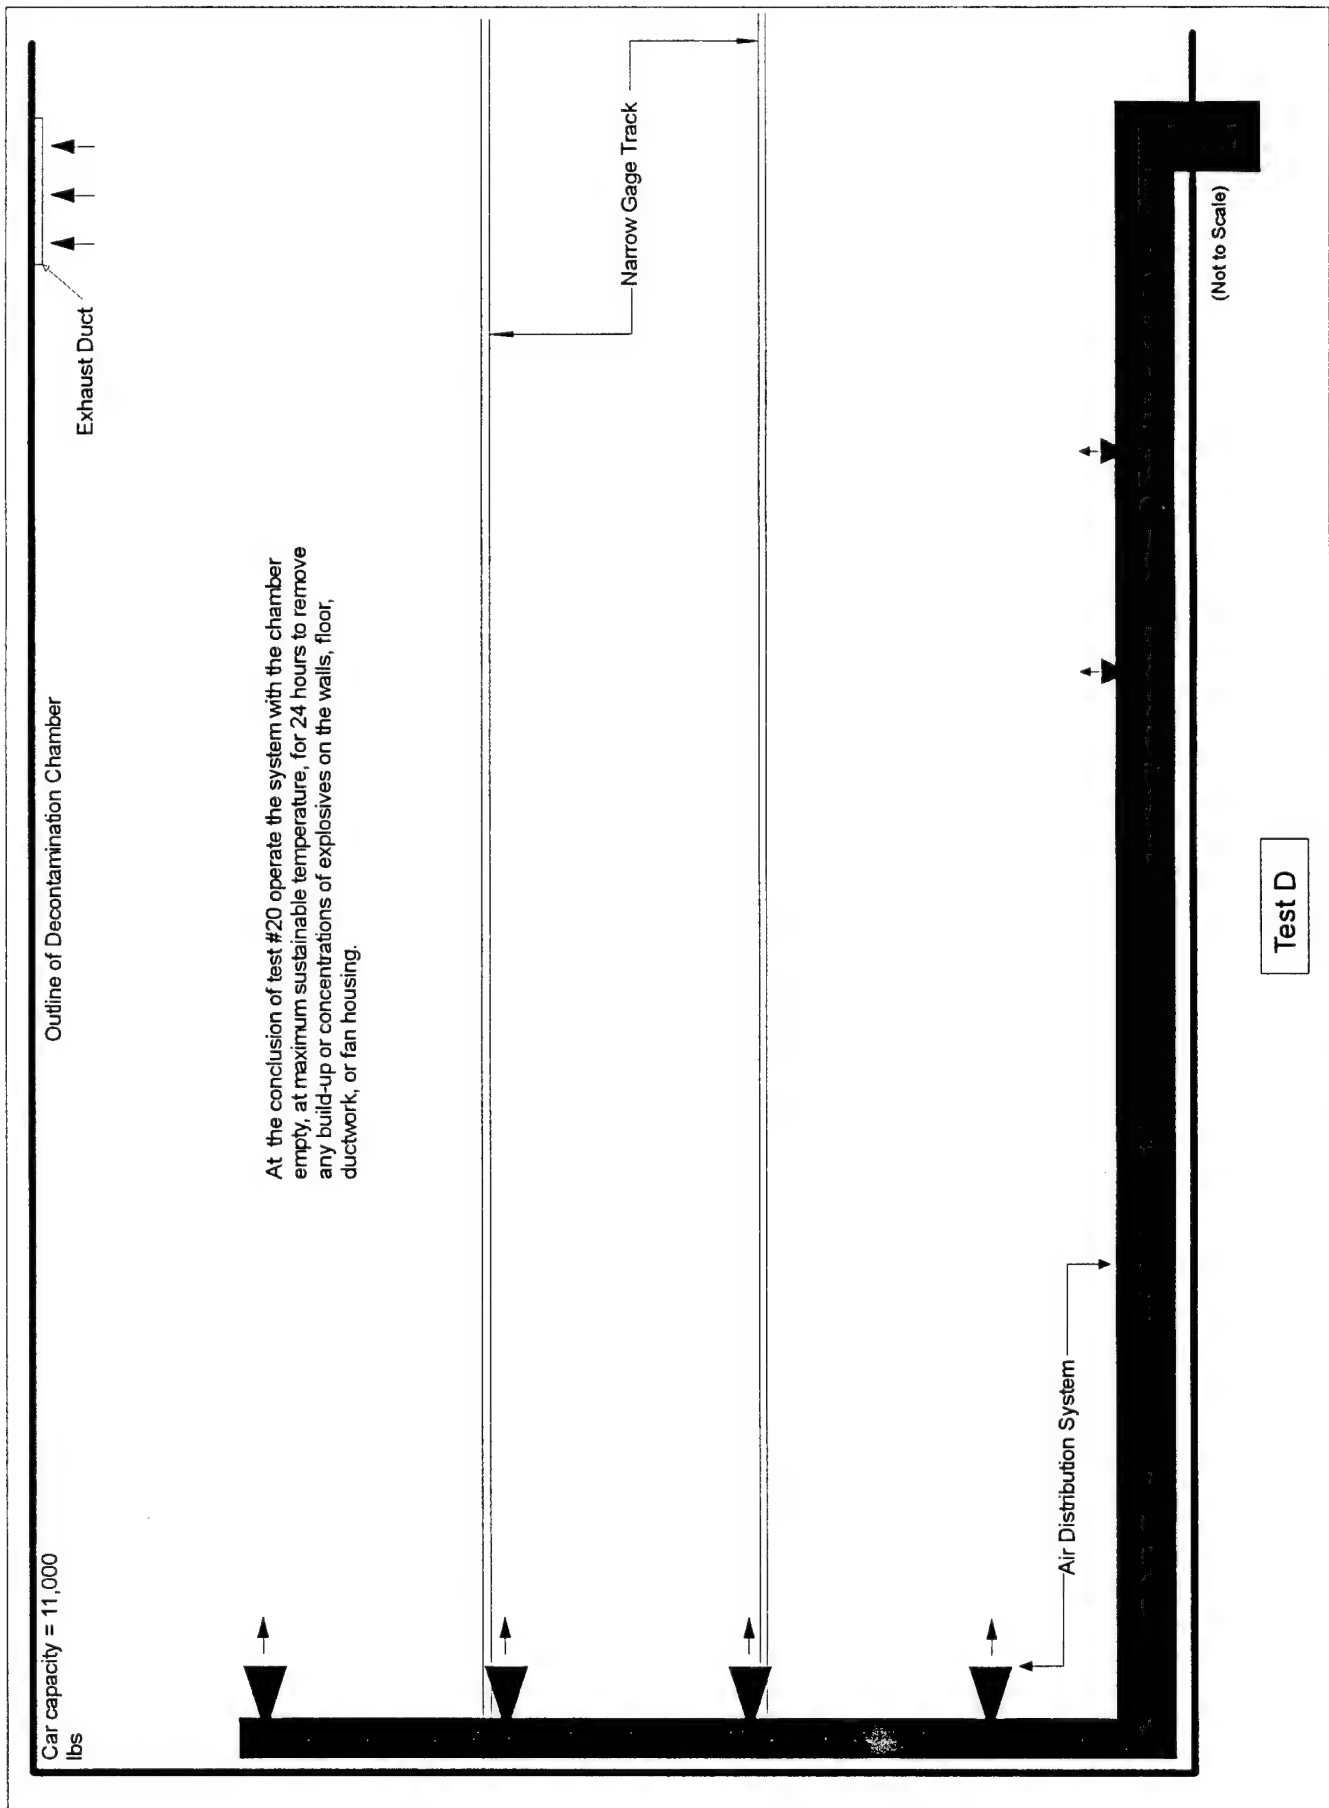 Car capacity = 11,000
lbs
Outline of Decontamination Chamber
Exhaust Duct
At the conclusion of test #20 operate the system with the chamber
empty, at maximum sustainable temperature, for 24 hours to remove
any build-up or concentrations of explosives on the walls, floor,
ductwork, or fan housing.
Narrow Gage Track
Air Distribution System
(Not to Scale)
Test D